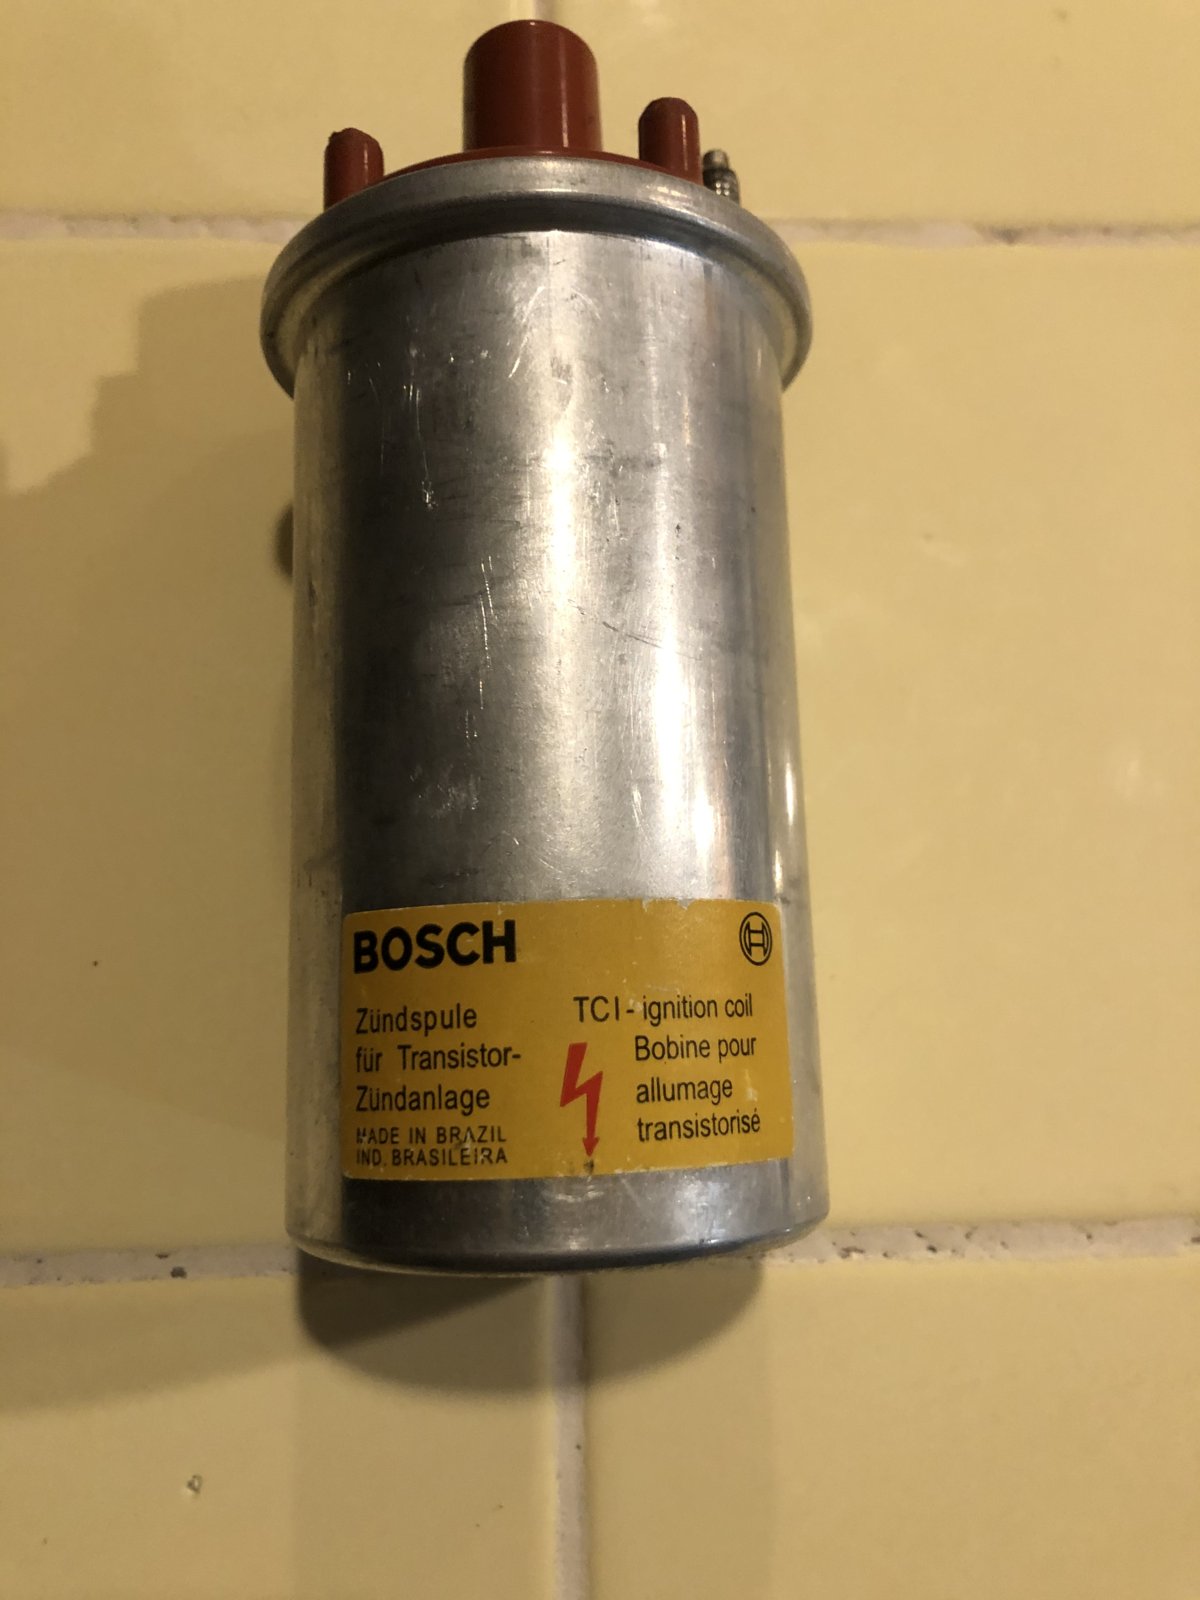 BOSCH
Zündspule
für Transistor-
Zündanlage
MADE IN BRAZIL
IND. BRASILEIRA
TCI - ignition coil
Bobine pour
allumage
transistorisé